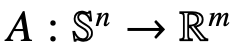 A : 𝕊ⁿ → ℝᵐ